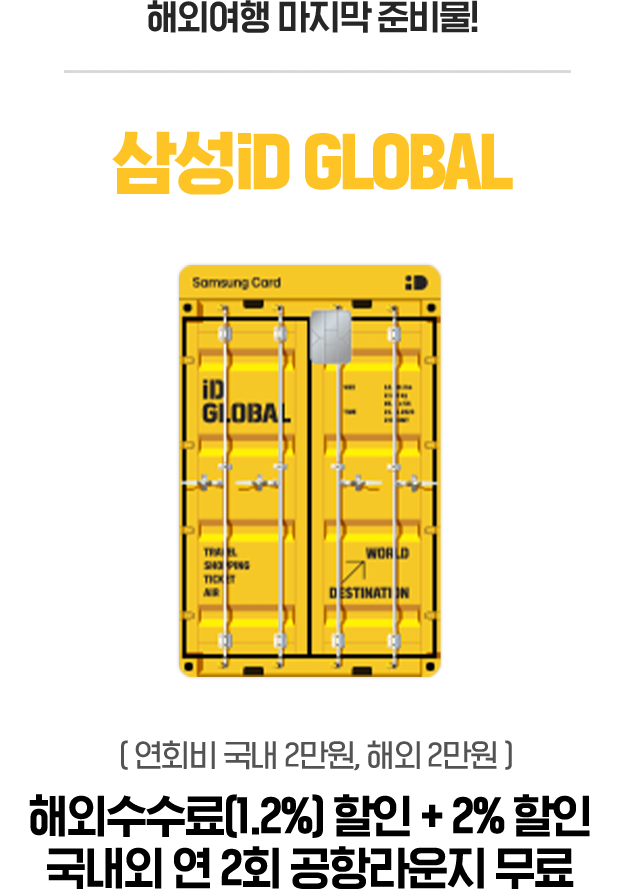 해외여행 마지막 준비물!
삼성iD GLOBAL
Samsung Card iD
iD
GLOBAL
TRAVEL
SHOPPING
TICKET
AIR
WORLD
DESTINATION
( 연회비 국내 2만원, 해외 2만원 )
해외수수료(1.2%) 할인 + 2% 할인
국내외 연 2회 공항라운지 무료